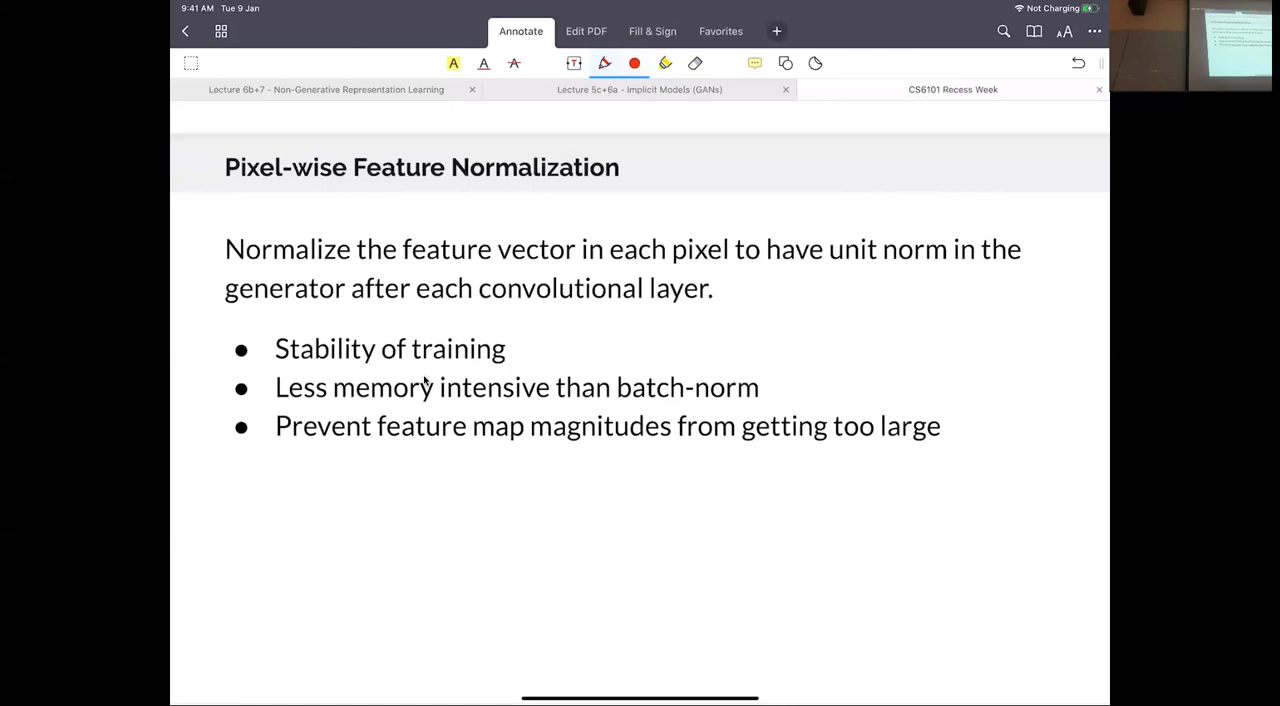 9:41 AM Tue 9 Jan
Not Charging
Annotate Edit PDF Fill & Sign Favorites +
AA
A A A T
Lecture 6b+7 - Non-Generative Representation Learning × Lecture 5c+6a - Implicit Models (GANs) × CS6101 Recess Week ×
Pixel-wise Feature Normalization
Normalize the feature vector in each pixel to have unit norm in the
generator after each convolutional layer.
● Stability of training
● Less memory intensive than batch-norm
● Prevent feature map magnitudes from getting too large